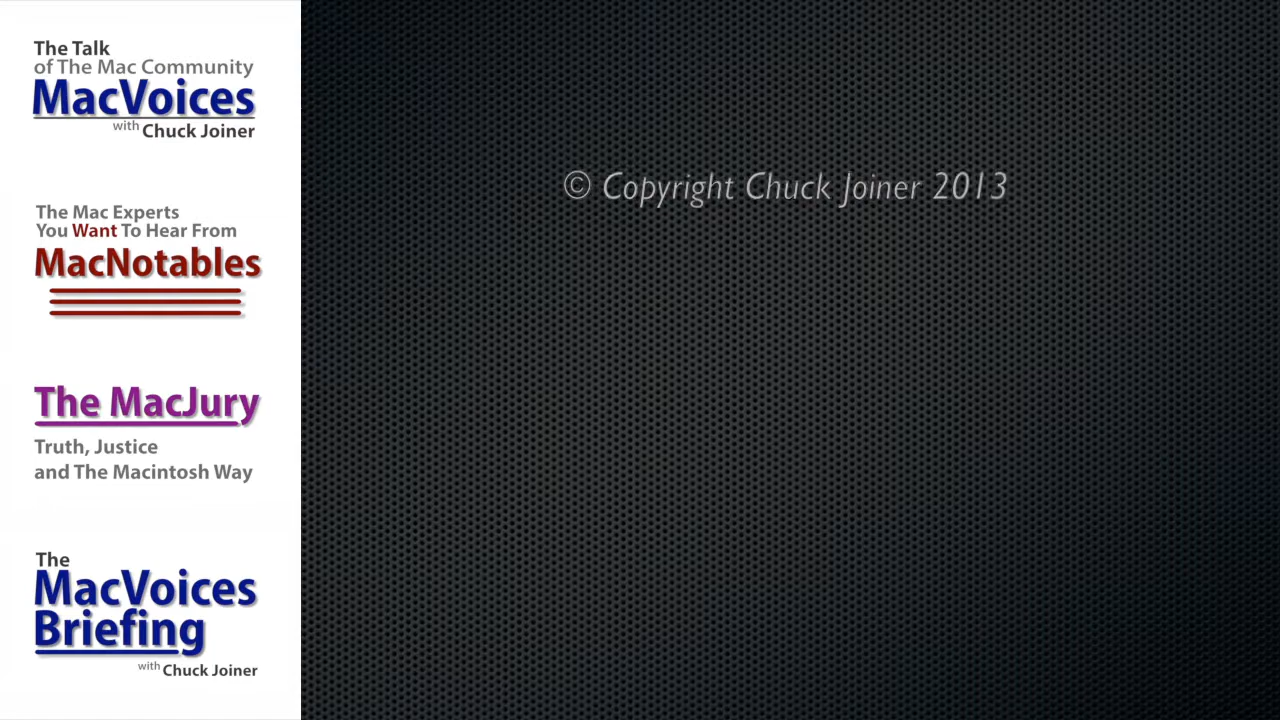 The Talk
of The Mac Community
MacVoices
with Chuck Joiner
The Mac Experts
You Want To Hear From
MacNotables
The MacJury
Truth, Justice
and The Macintosh Way
The
MacVoices
Briefing
with Chuck Joiner
© Copyright Chuck Joiner 2013